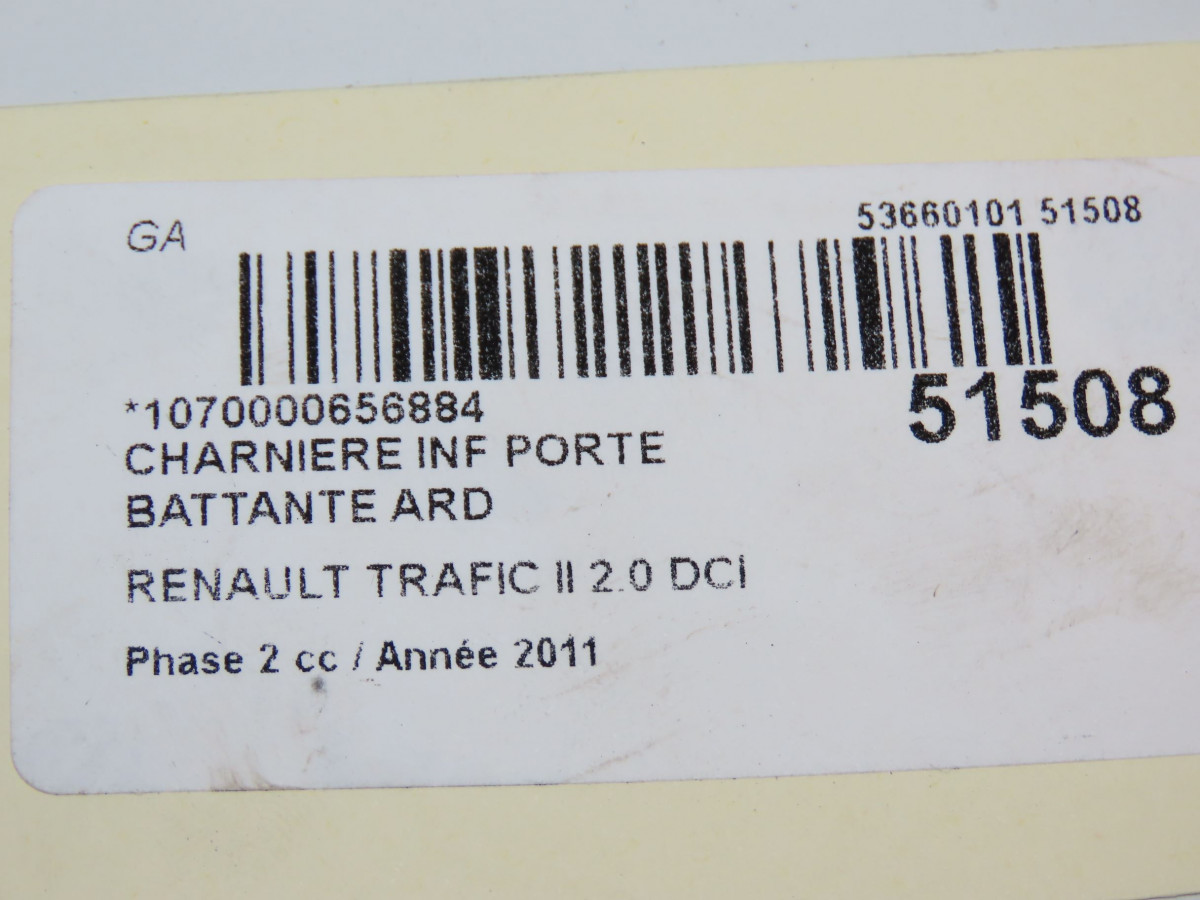 GA
53660101 51508
*1070000656884
51508
CHARNIERE INF PORTE
BATTANTE ARD
RENAULT TRAFIC II 2.0 DCI
Phase 2 cc / Année 2011